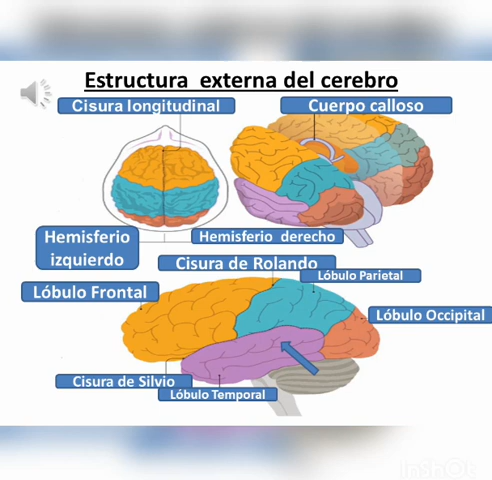 Estructura externa del cerebro
Cisura longitudinal
Cuerpo calloso
Hemisferio
izquierdo
Hemisferio derecho
Cisura de Rolando
Lóbulo Parietal
Lóbulo Frontal
Lóbulo Occipital
Cisura de Silvio
Lóbulo Temporal
InShOt